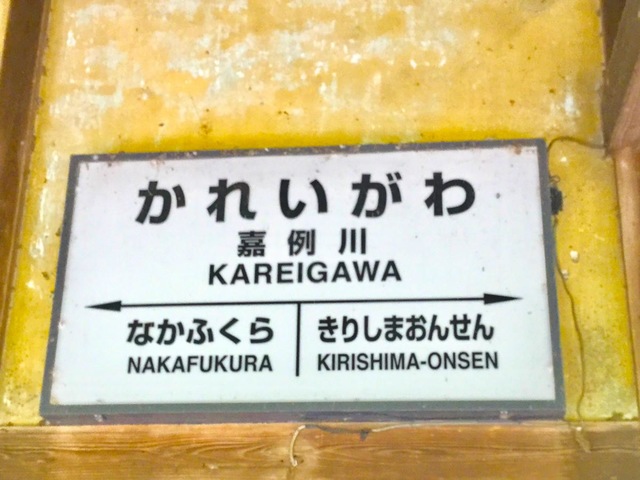 かれいがわ
嘉例川
KAREIGAWA
なかふくら
NAKAFUKURA
きりしまおんせん
KIRISHIMA-ONSEN